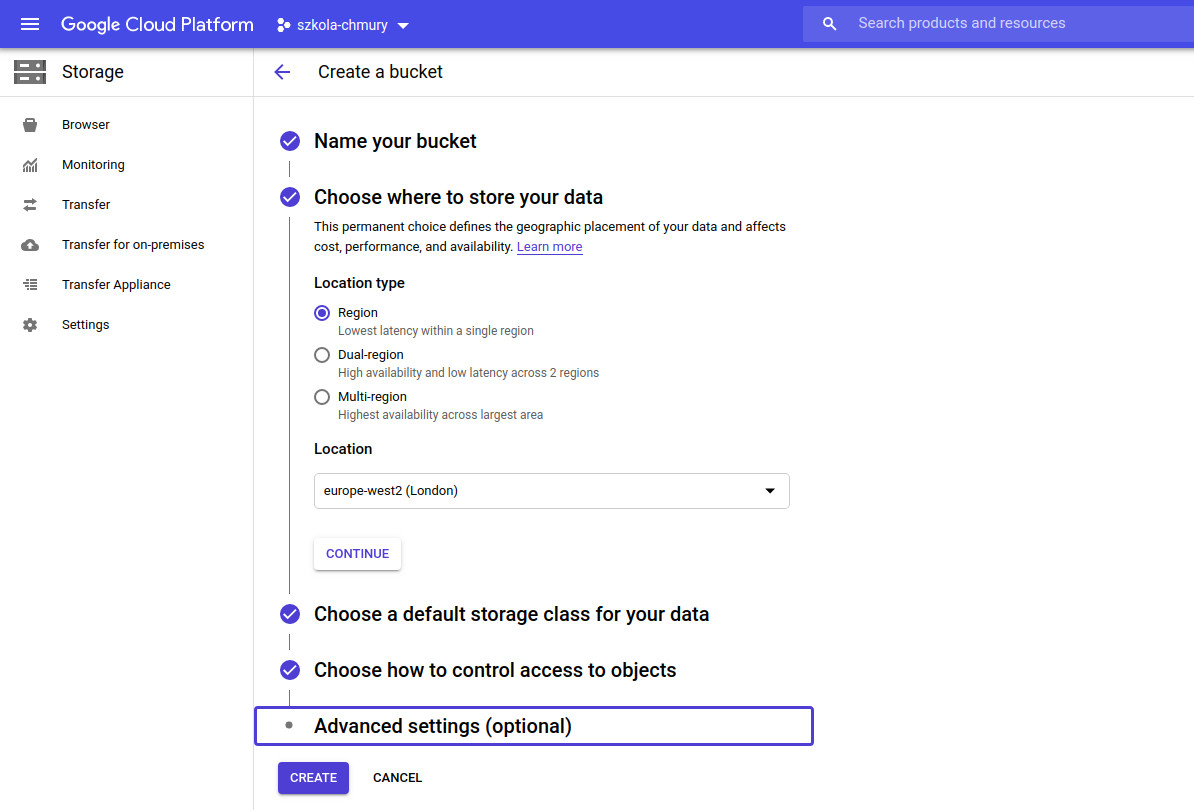 Google Cloud Platform
szkola-chmury
Search products and resources
Storage
Create a bucket
Browser
Monitoring
Transfer
Transfer for on-premises
Transfer Appliance
Settings
Name your bucket
Choose where to store your data
This permanent choice defines the geographic placement of your data and affects
cost, performance, and availability. Learn more
Location type
Region
Lowest latency within a single region
Dual-region
High availability and low latency across 2 regions
Multi-region
Highest availability across largest area
Location
europe-west2 (London)
CONTINUE
Choose a default storage class for your data
Choose how to control access to objects
Advanced settings (optional)
CREATE
CANCEL